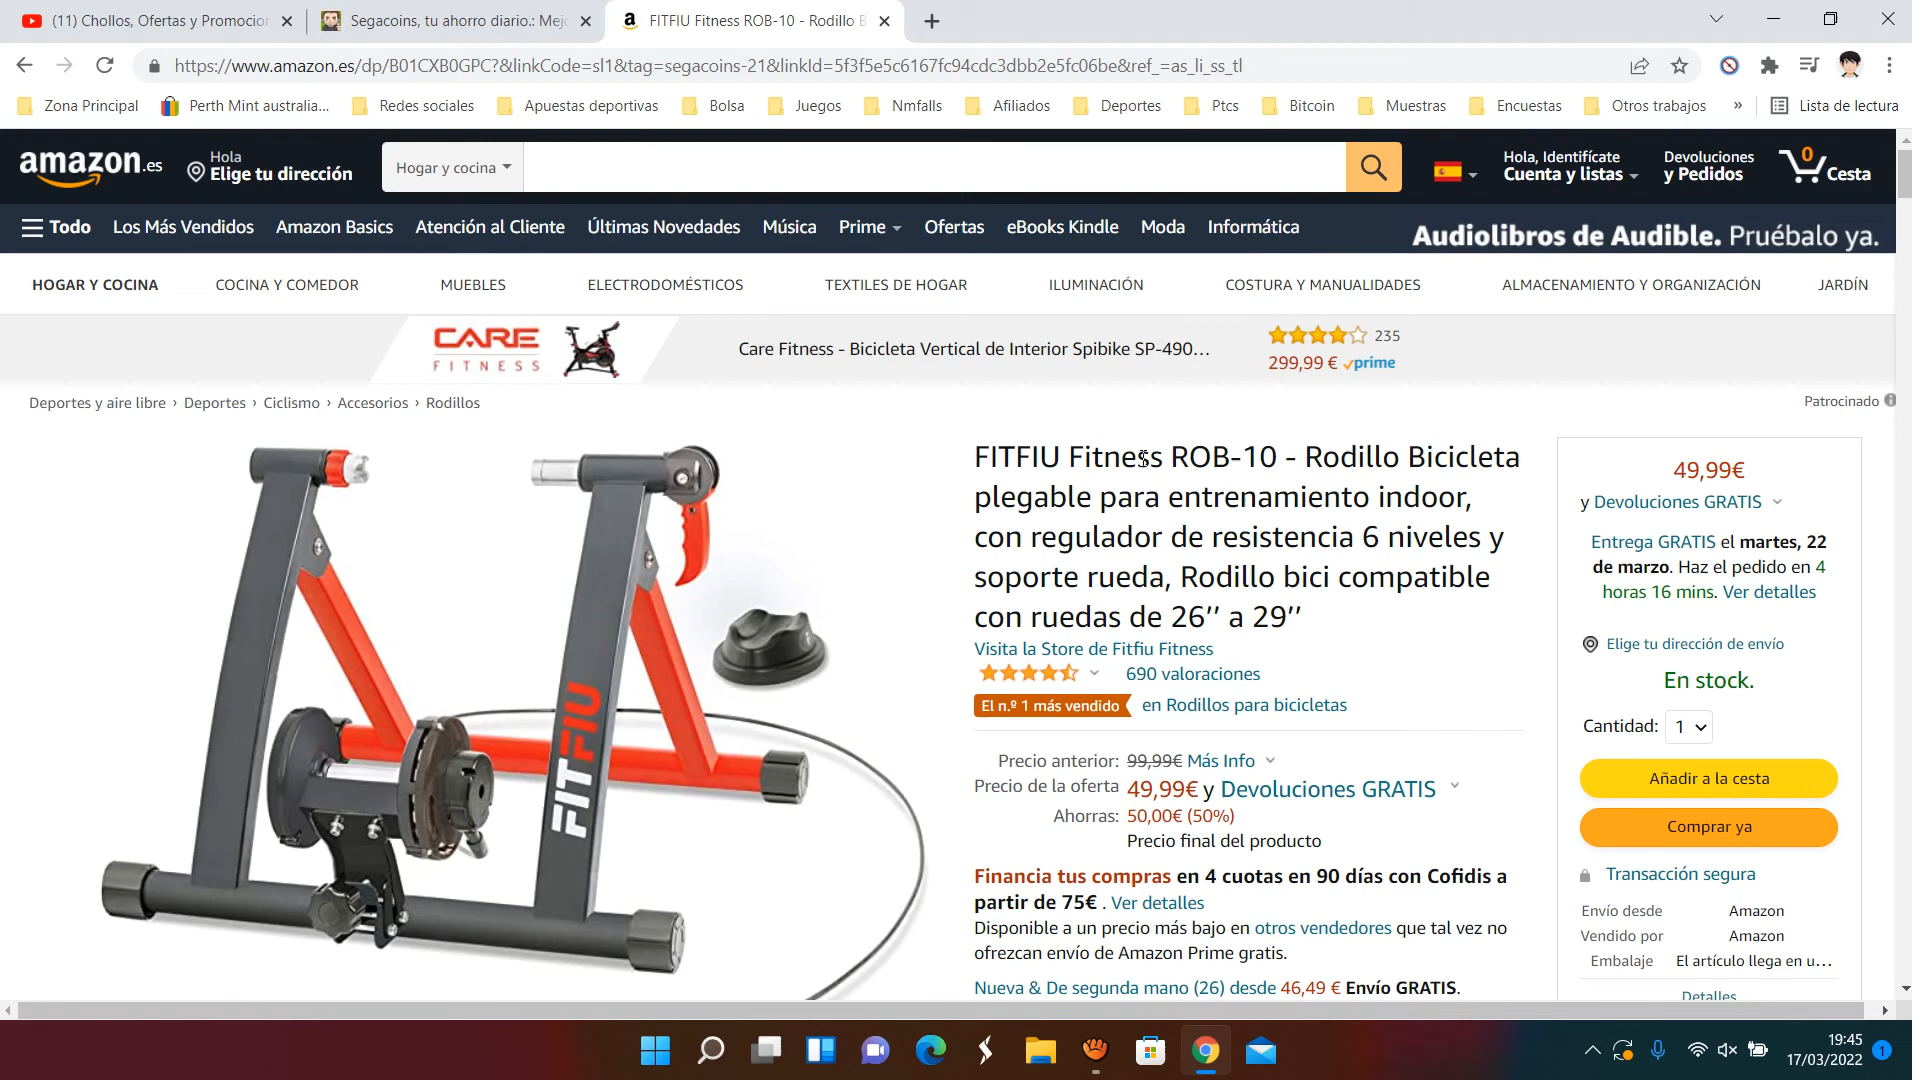 (11) Chollos, Ofertas y Promocion
Segacoins, tu ahorro diario.: Mej
FITFIU Fitness ROB-10 - Rodillo B
https://www.amazon.es/dp/B01CXB0GPC?&linkCode=sl1&tag=segacoins-21&linkId=5f3f5e5c6167fc94cdc3dbb2e5fc06be&ref_=as_li_ss_tl
Zona Principal
Perth Mint australia...
Redes sociales
Apuestas deportivas
Bolsa
Juegos
Nmfalls
Afiliados
Deportes
Ptcs
Bitcoin
Muestras
Encuestas
Otros trabajos
»
Lista de lectura
amazon.es
Hola
Elige tu dirección
Hogar y cocina
Hola, Identifícate
Cuenta y listas
Devoluciones
y Pedidos
0
Cesta
Todo
Los Más Vendidos
Amazon Basics
Atención al Cliente
Últimas Novedades
Música
Prime
Ofertas
eBooks Kindle
Moda
Informática
Audiolibros de Audible. Pruébalo ya.
HOGAR Y COCINA
COCINA Y COMEDOR
MUEBLES
ELECTRODOMÉSTICOS
TEXTILES DE HOGAR
ILUMINACIÓN
COSTURA Y MANUALIDADES
ALMACENAMIENTO Y ORGANIZACIÓN
JARDÍN
CARE
FITNESS
Care Fitness - Bicicleta Vertical de Interior Spibike SP-490…
235
299,99 € prime
Deportes y aire libre › Deportes › Ciclismo › Accesorios › Rodillos
Patrocinado
FITFIU
FITFIU Fitness ROB-10 - Rodillo Bicicleta
plegable para entrenamiento indoor,
con regulador de resistencia 6 niveles y
soporte rueda, Rodillo bici compatible
con ruedas de 26’’ a 29’’
Visita la Store de Fitfiu Fitness
690 valoraciones
El n.º 1 más vendido
en Rodillos para bicicletas
Precio anterior: 99,99€ Más Info
Precio de la oferta 49,99€ y Devoluciones GRATIS
Ahorras: 50,00€ (50%)
Precio final del producto
Financia tus compras en 4 cuotas en 90 días con Cofidis a
partir de 75€ . Ver detalles
Disponible a un precio más bajo en otros vendedores que tal vez no
ofrezcan envío de Amazon Prime gratis.
Nueva & De segunda mano (26) desde 46,49 € Envío GRATIS.
49,99€
y Devoluciones GRATIS
Entrega GRATIS el martes, 22
de marzo. Haz el pedido en 4
horas 16 mins. Ver detalles
Elige tu dirección de envío
En stock.
Cantidad: 1
Añadir a la cesta
Comprar ya
Transacción segura
Envío desde Amazon
Vendido por Amazon
Embalaje El artículo llega en u…
Detalles
19:45
17/03/2022
1